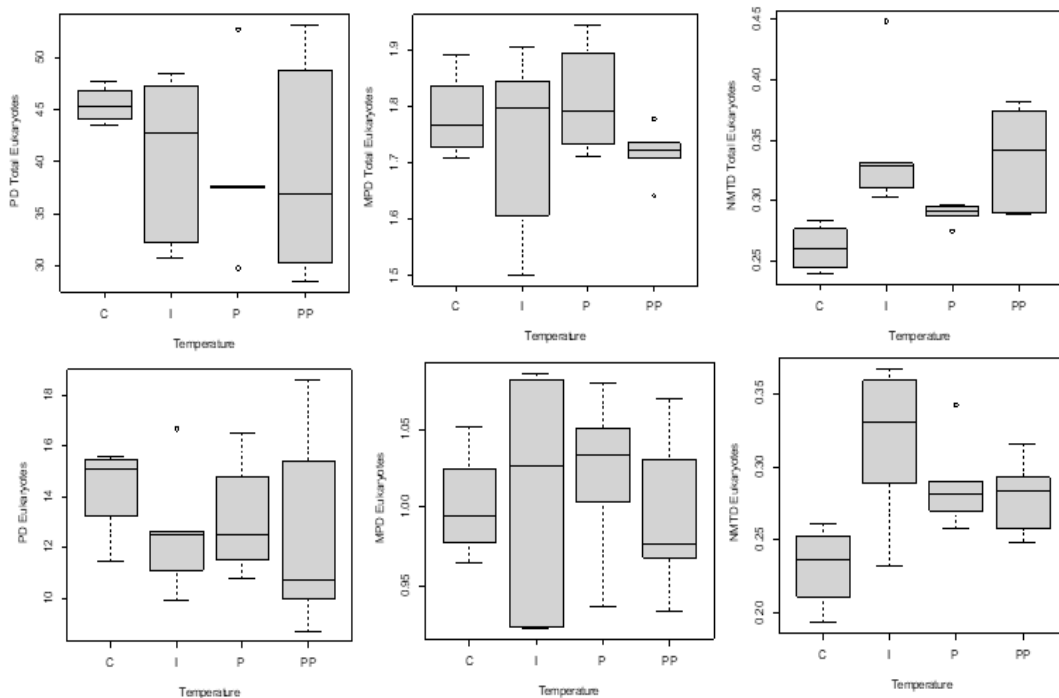 PD Total Eukaryotes
50
45
40
35
30
C I P PP
Temperature
MPD Total Eukaryotes
1.9
1.8
1.7
1.6
1.5
C I P PP
Temperature
NMTD Total Eukaryotes
0.45
0.40
0.35
0.30
0.25
C I P PP
Temperature
PD Eukaryotes
18
16
14
12
10
C I P PP
Temperature
MPD Eukaryotes
1.05
1.00
0.95
C I P PP
Temperature
NMTD Eukaryotes
0.35
0.30
0.25
0.20
C I P PP
Temperature